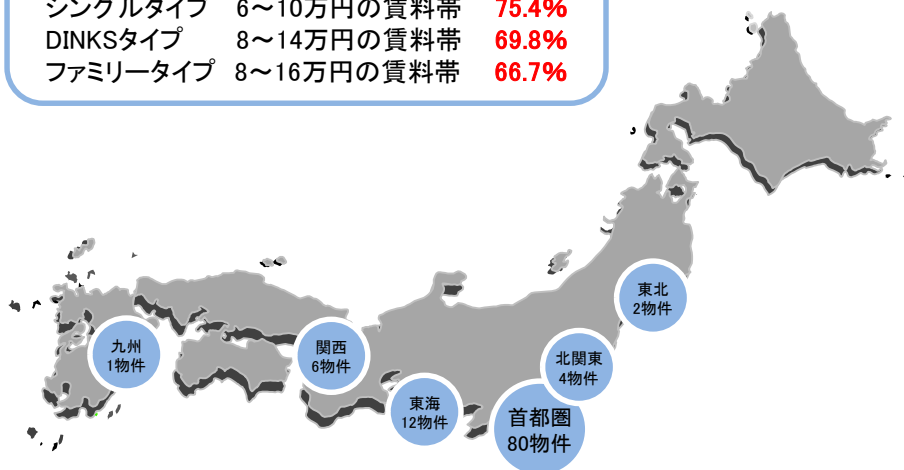 シングルタイプ 6～10万円の賃料帯 75.4%
DINKSタイプ 8～14万円の賃料帯 69.8%
ファミリータイプ 8～16万円の賃料帯 66.7%
東北
2物件
九州
1物件
関西
6物件
北関東
4物件
東海
12物件
首都圏
80物件